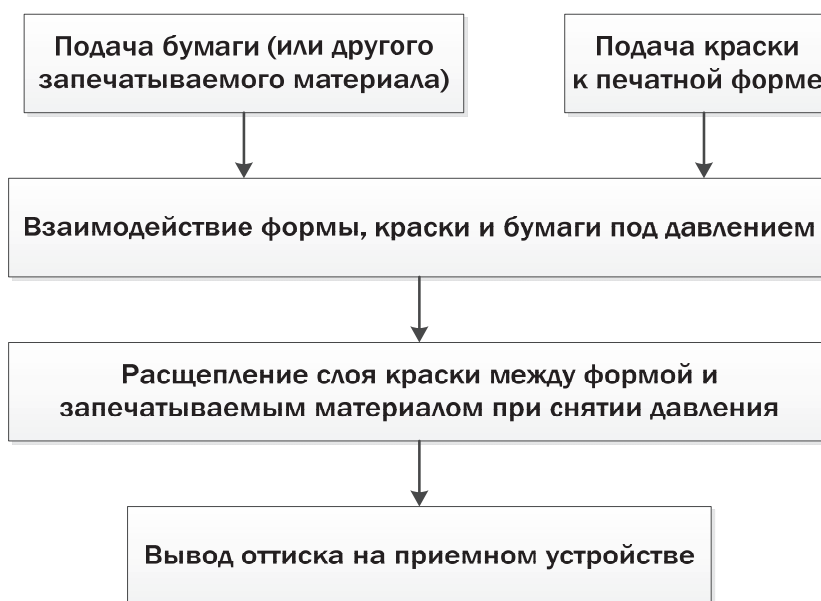 Подача бумаги (или другого
запечатываемого материала)
Подача краски
к печатной форме
Взаимодействие формы, краски и бумаги под давлением
Расщепление слоя краски между формой и
запечатываемым материалом при снятии давления
Вывод оттиска на приемном устройстве